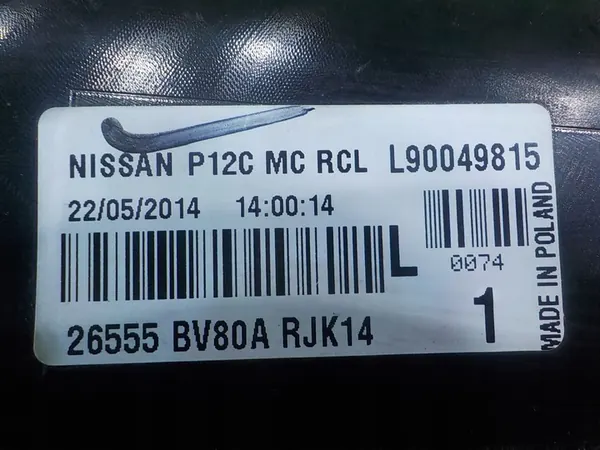 NISSAN P12C MC RCL L90049815
22/05/2014 14:00:14
L
0074
26555 BV80A RJK14
1
MADE IN POLAND